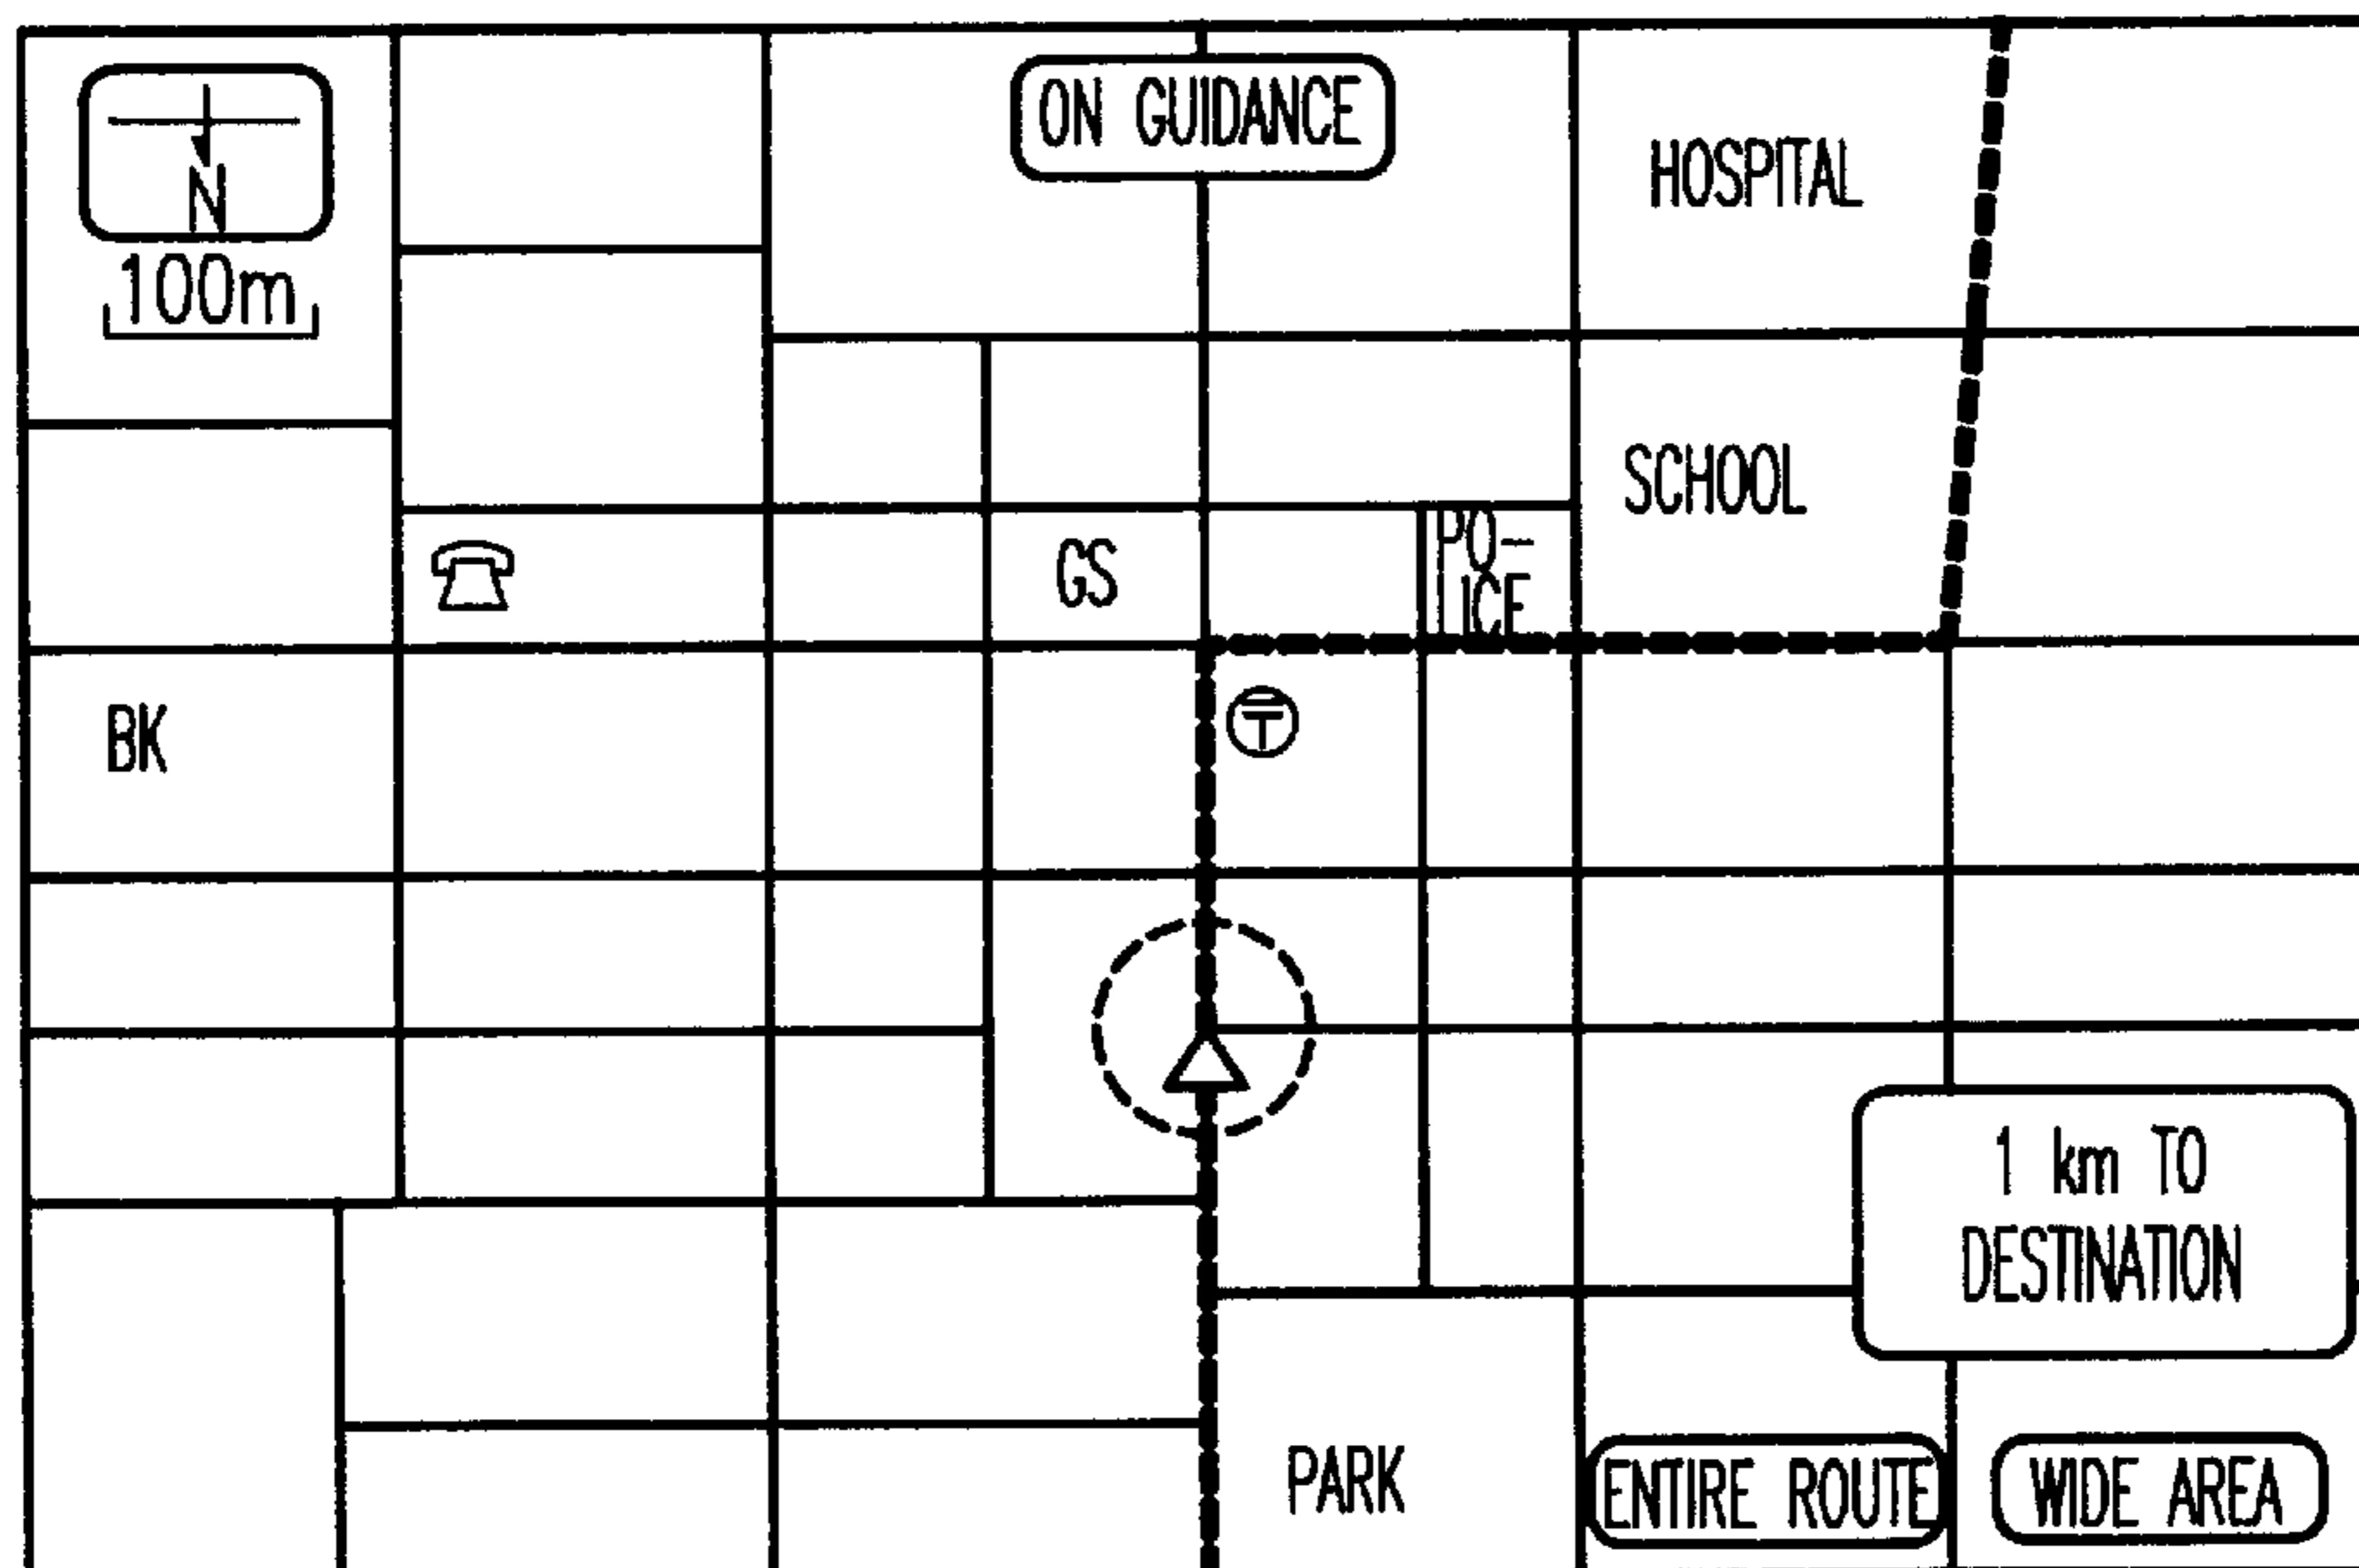 ON GUIDANCE
N
100m
HOSPITAL
SCHOOL
GS
PO-
LICE
BK
〒
1 km TO
DESTINATION
PARK
ENTIRE ROUTE
WIDE AREA